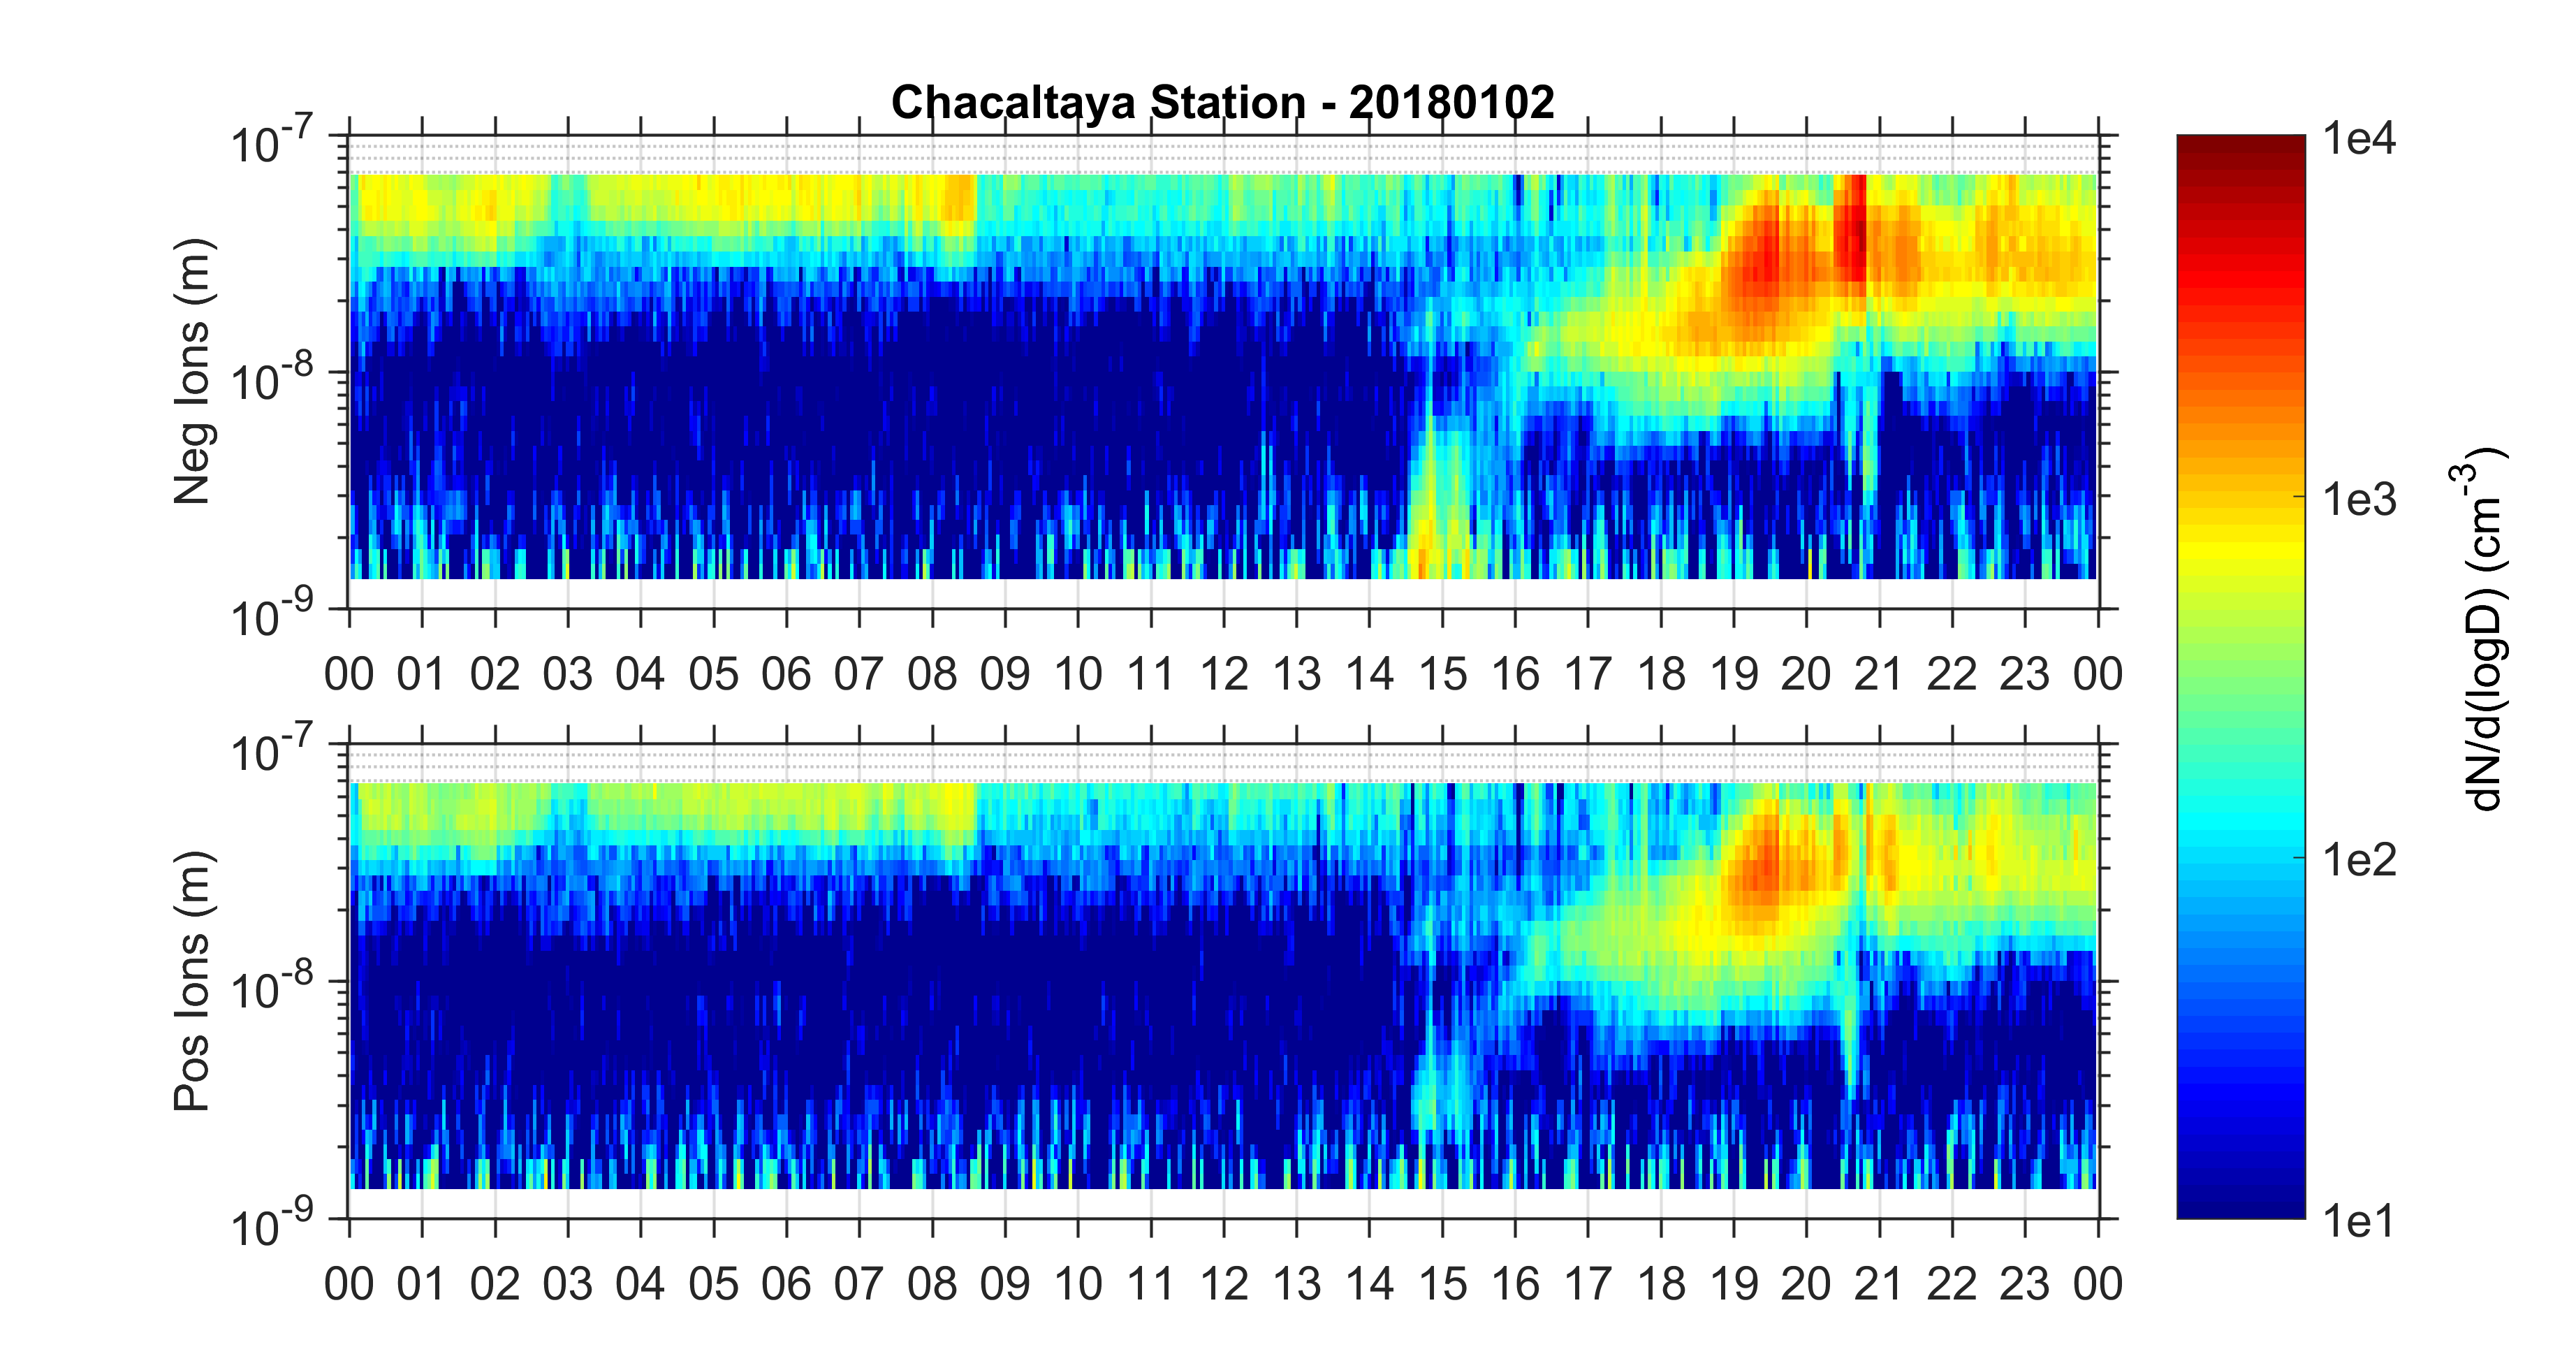 Chacaltaya Station - 20180102
10-7
10-8
10-9
Neg Ions (m)
00 01 02 03 04 05 06 07 08 09 10 11 12 13 14 15 16 17 18 19 20 21 22 23 00
10-7
10-8
10-9
Pos Ions (m)
00 01 02 03 04 05 06 07 08 09 10 11 12 13 14 15 16 17 18 19 20 21 22 23 00
1e4
1e3
1e2
1e1
dN/d(logD) (cm-3)